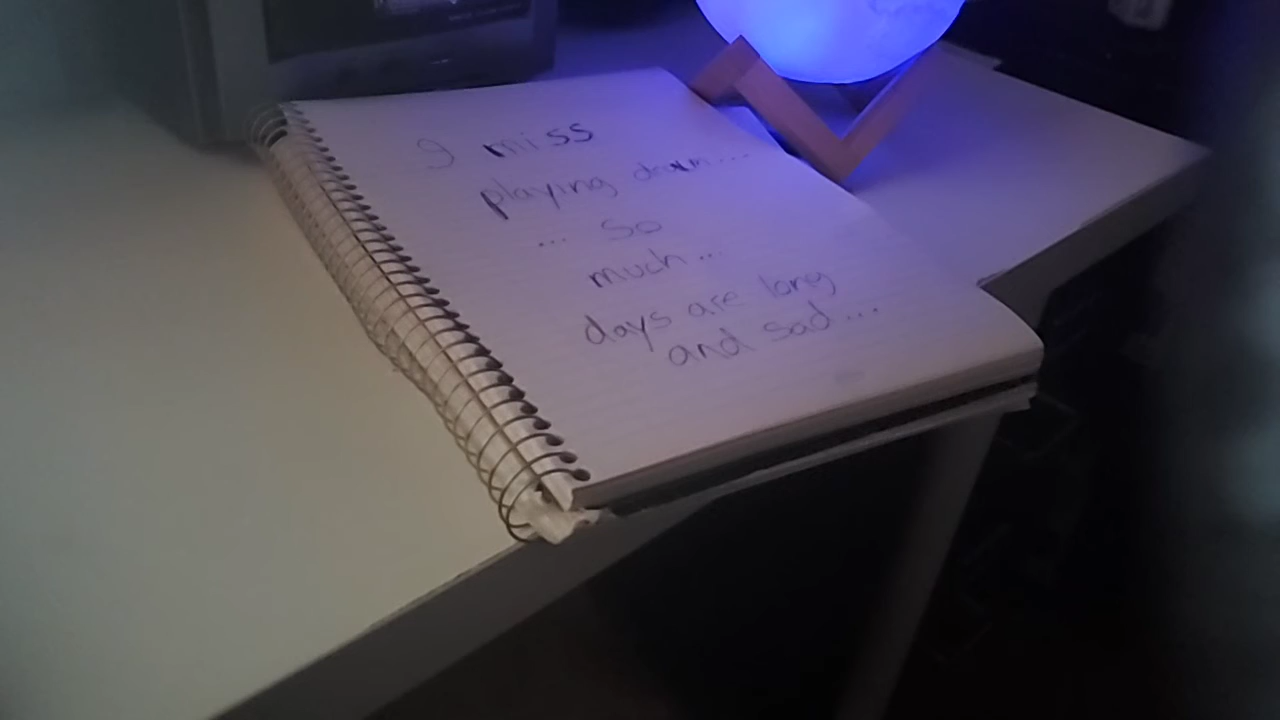 I miss
playing drum....
... So
much...
days are long
and sad...